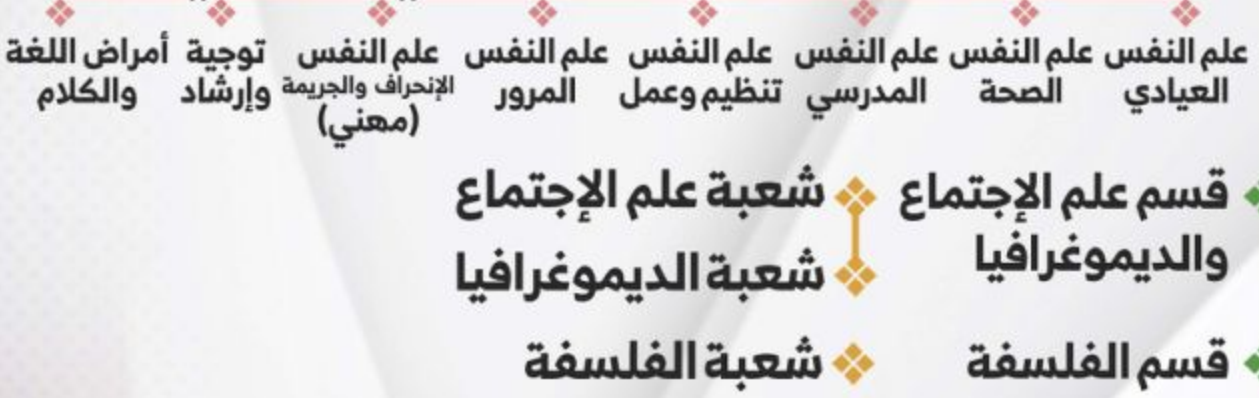 علم النفس علم النفس علم النفس علم النفس علم النفس علم النفس توجية أمراض اللغة
العيادي الصحة المدرسي تنظيم وعمل المرور الإنحراف والجريمة وإرشاد والكلام
(مهني)
قسم علم الإجتماع شعبة علم الإجتماع
والديموغرافيا شعبة الديموغرافيا
قسم الفلسفة شعبة الفلسفة